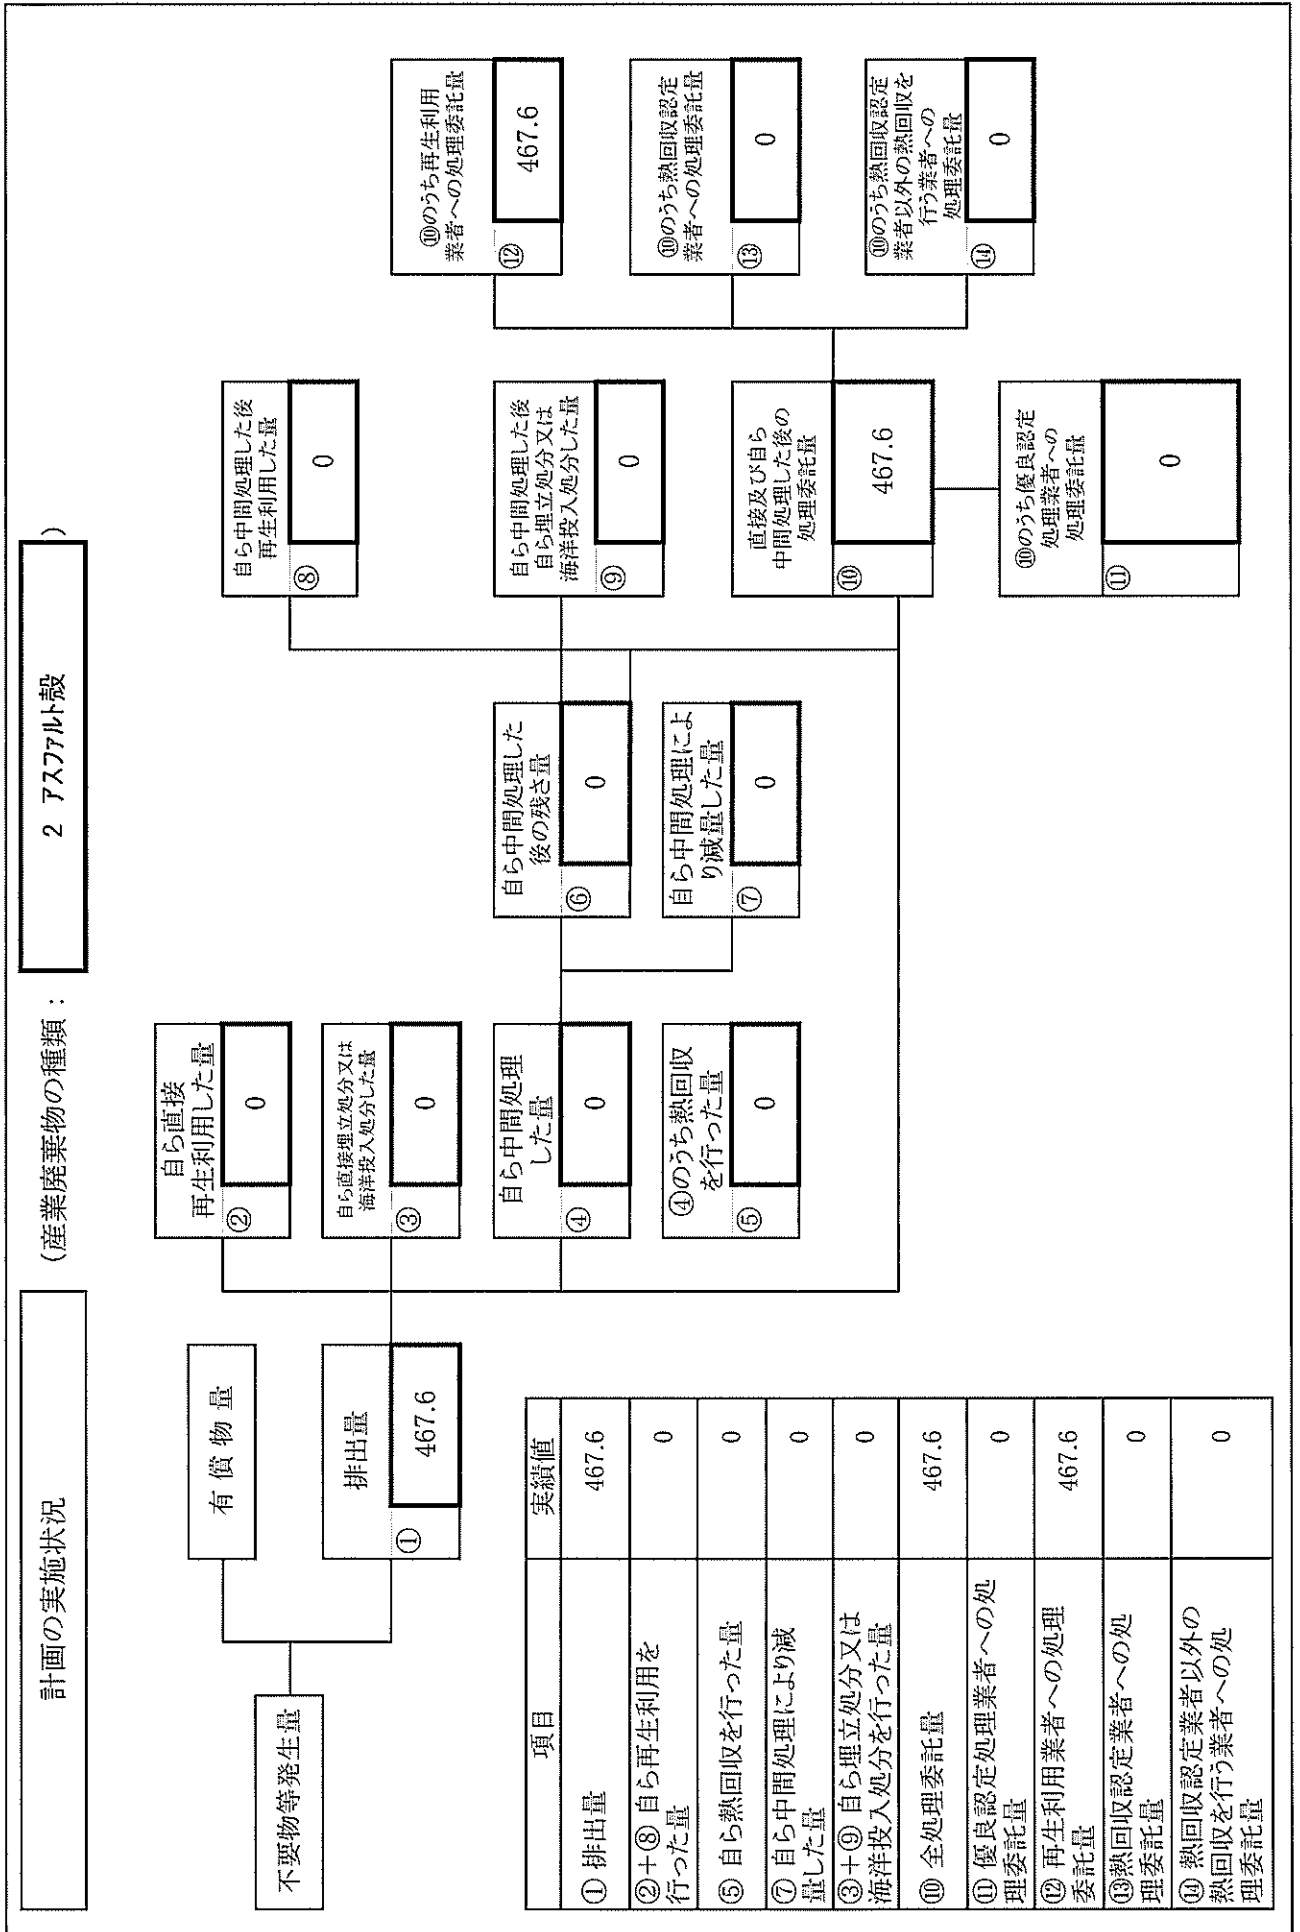 計画の実施状況
（産業廃棄物の種類：
2　アスファルト殻
）
不要物等発生量
有 償 物 量
排出量
①
467.6
自ら直接
再生利用した量
②
0
自ら直接埋立処分又は
海洋投入処分した量
③
0
自ら中間処理
した量
④
0
④のうち熱回収
を行った量
⑤
0
自ら中間処理した
後の残さ量
⑥
0
自ら中間処理によ
り減量した量
⑦
0
自ら中間処理した後
再生利用した量
⑧
0
自ら中間処理した後
自ら埋立処分又は
海洋投入処分した量
⑨
0
直接及び自ら
中間処理した後の
処理委託量
⑩
467.6
⑩のうち優良認定
処理業者への
処理委託量
⑪
0
⑩のうち再生利用
業者への処理委託量
⑫
467.6
⑩のうち熱回収認定
業者への処理委託量
⑬
0
⑩のうち熱回収認定
業者以外の熱回収を
行う業者への
処理委託量
⑭
0
項目
実績値
① 排出量
467.6
②＋⑧ 自ら再生利用を
行った量
0
⑤ 自ら熱回収を行った量
0
⑦ 自ら中間処理により減
量した量
0
③＋⑨ 自ら埋立処分又は
海洋投入処分を行った量
0
⑩ 全処理委託量
467.6
⑪ 優良認定処理業者への処
理委託量
0
⑫ 再生利用業者への処理
委託量
467.6
⑬熱回収認定業者への処
理委託量
0
⑭ 熱回収認定業者以外の
熱回収を行う業者への処
理委託量
0